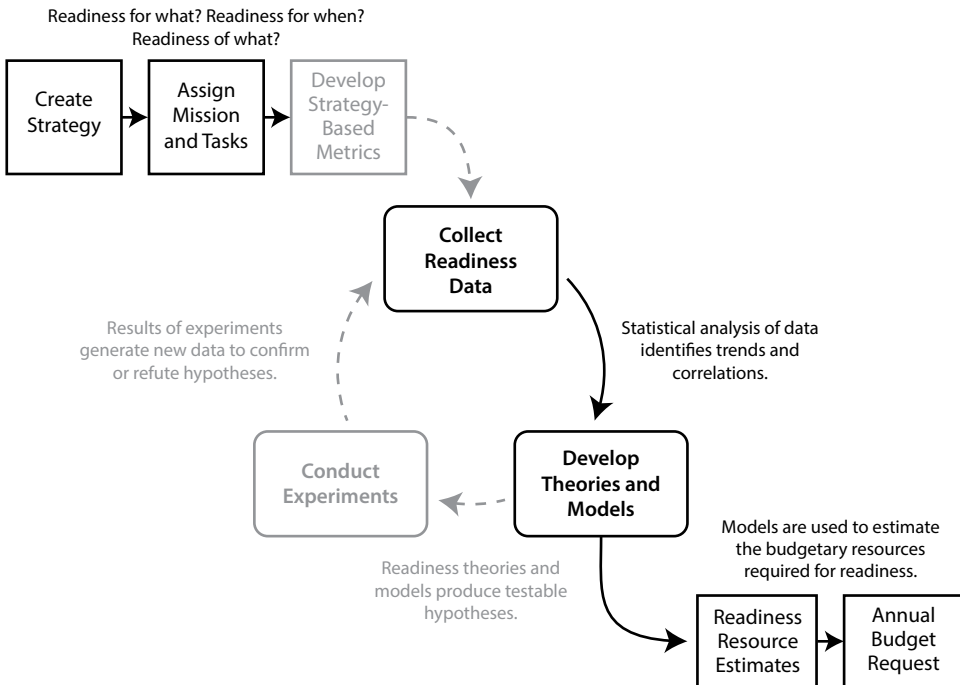 Readiness for what? Readiness for when?
Readiness of what?
Create
Strategy
Assign
Mission
and Tasks
Develop
Strategy-
Based
Metrics
Collect
Readiness
Data
Results of experiments
generate new data to confirm
or refute hypotheses.
Statistical analysis of data
identifies trends and
correlations.
Conduct
Experiments
Develop
Theories and
Models
Readiness theories and
models produce testable
hypotheses.
Models are used to estimate
the budgetary resources
required for readiness.
Readiness
Resource
Estimates
Annual
Budget
Request